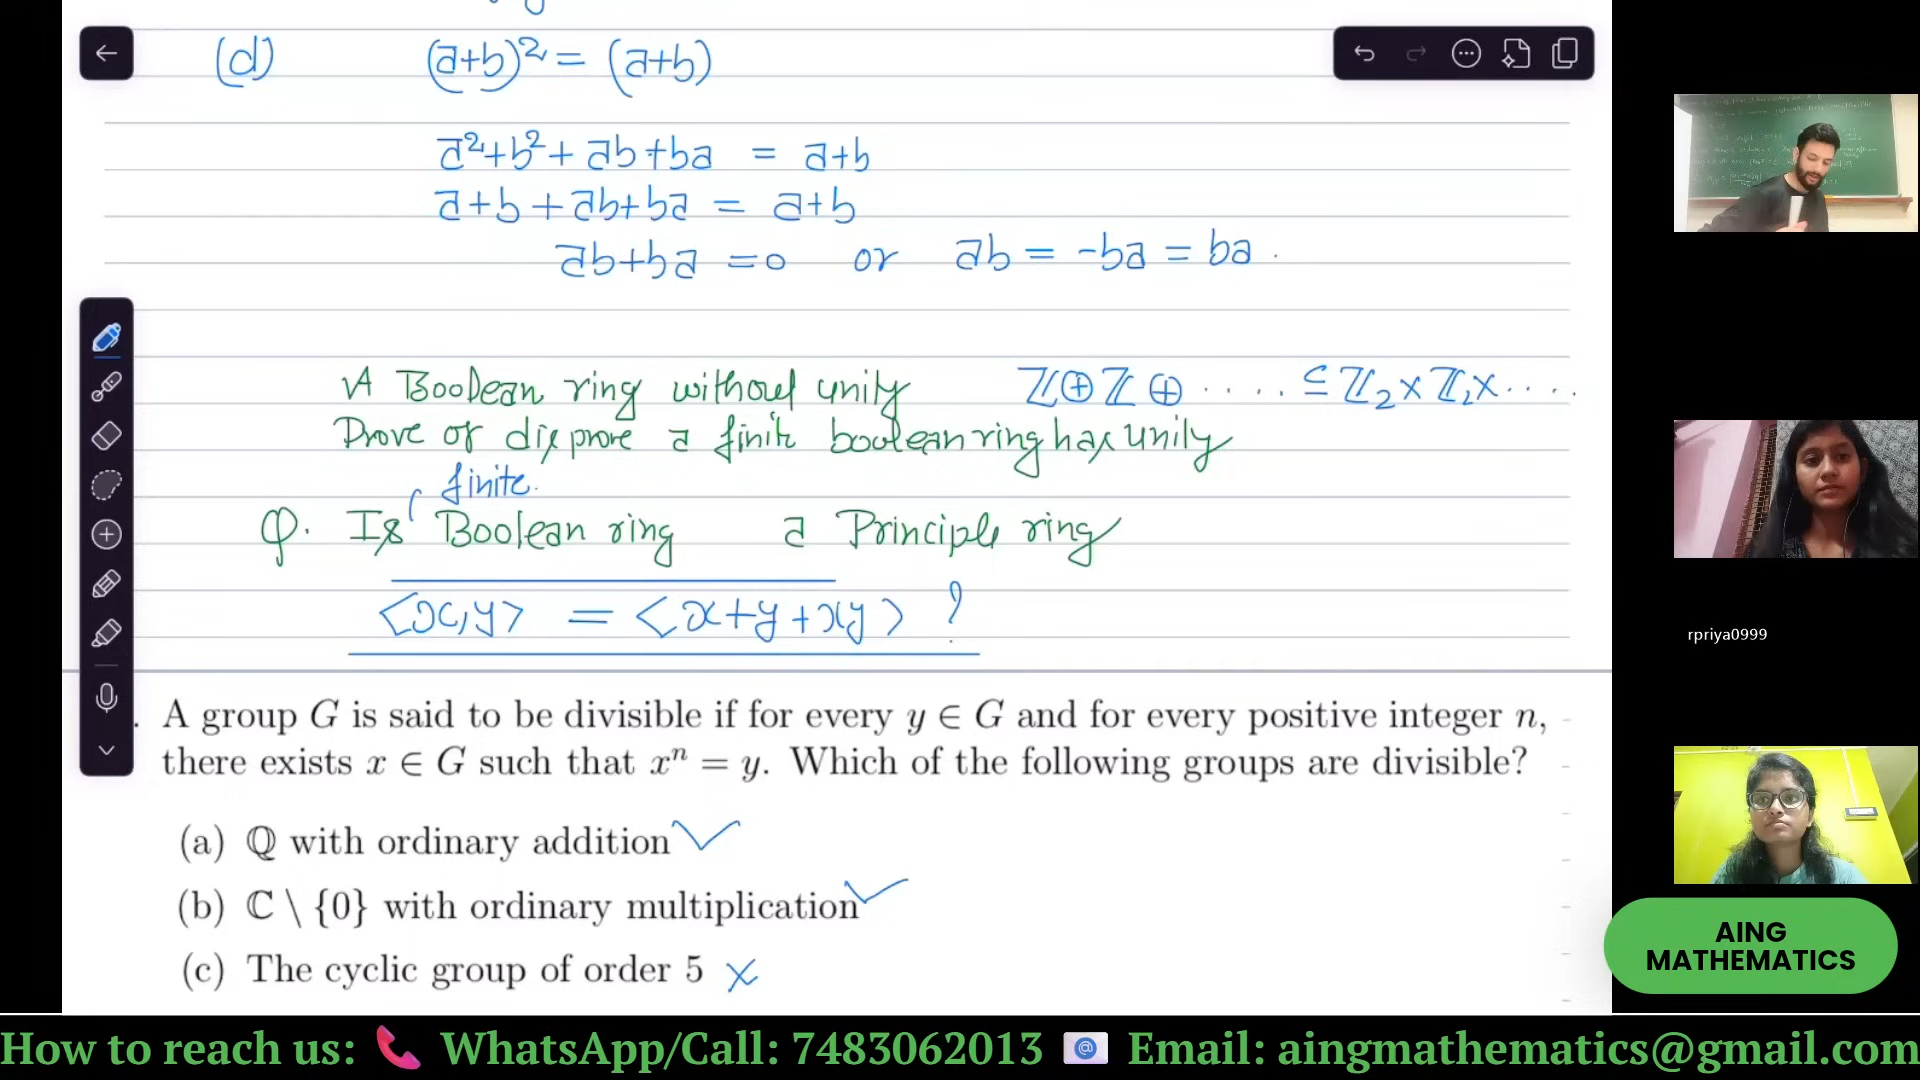 (d) (a+b)² = (a+b)
a²+b²+ ab+ba = a+b
a+b+ab+ba = a+b
ab+ba =0 or ab = -ba = ba .
A Boolean ring without unity ℤ⊕ℤ⊕ ..... ⊆ ℤ₂×ℤ₂×....
Prove or disprove a finite boolean ring has unity
finite.
Q. Is Boolean ring a Principle ring
<x,y> = <x+y+xy> ?
. A group G is said to be divisible if for every y ∈ G and for every positive integer n,
there exists x ∈ G such that xⁿ = y. Which of the following groups are divisible?
(a) ℚ with ordinary addition ✓
(b) ℂ \ {0} with ordinary multiplication ✓
(c) The cyclic group of order 5 ×
rpriya0999
AING
MATHEMATICS
How to reach us: 📞 WhatsApp/Call: 7483062013 📧 Email: aingmathematics@gmail.com